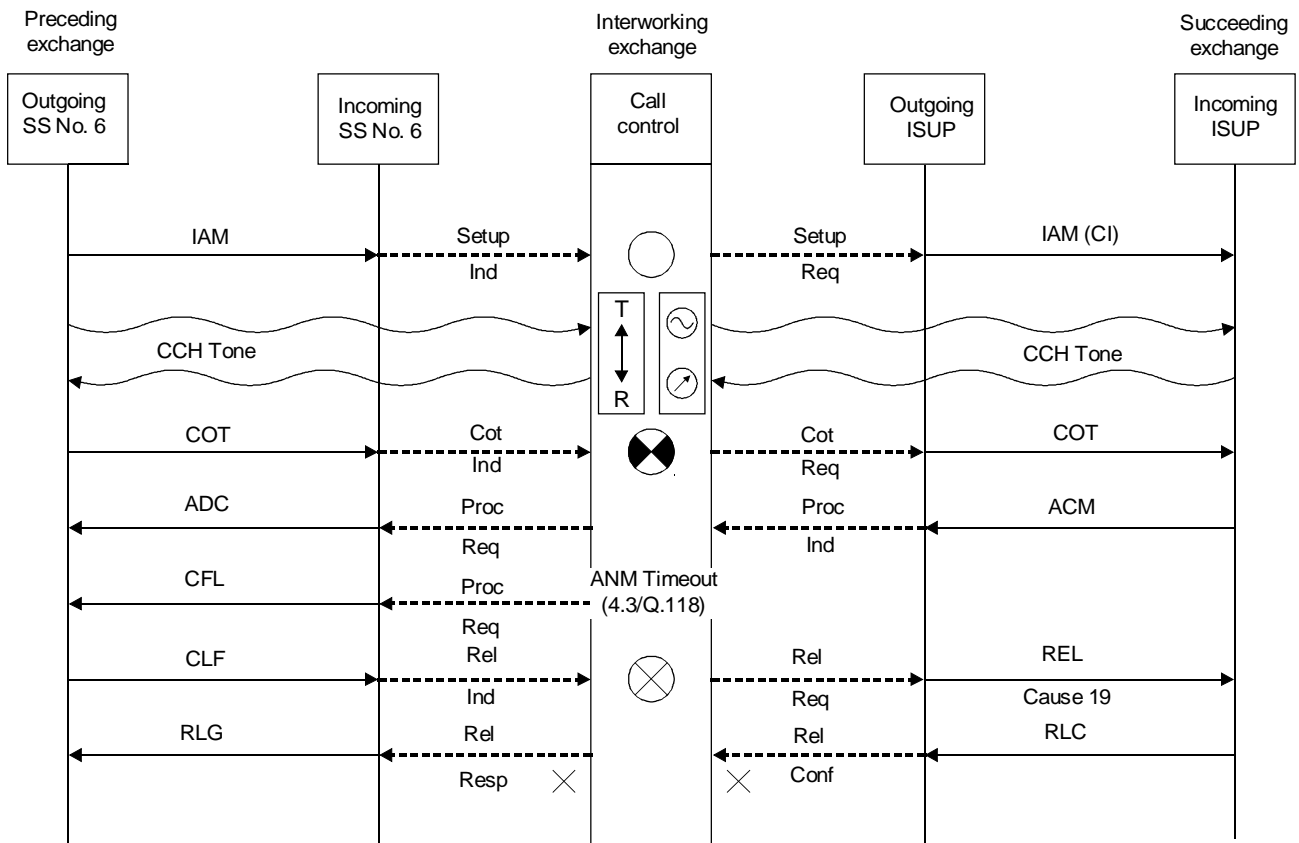 Preceding
exchange
Interworking
exchange
Succeeding
exchange
Outgoing
SS No. 6
Incoming
SS No. 6
Call
control
Outgoing
ISUP
Incoming
ISUP
IAM
Setup
Ind
Setup
Req
IAM (CI)
T
R
CCH Tone
CCH Tone
COT
Cot
Ind
Cot
Req
COT
ADC
Proc
Req
Proc
Ind
ACM
CFL
Proc
Req
ANM Timeout
(4.3/Q.118)
CLF
Rel
Ind
Rel
Req
REL
Cause 19
RLG
Rel
Resp
Rel
Conf
RLC